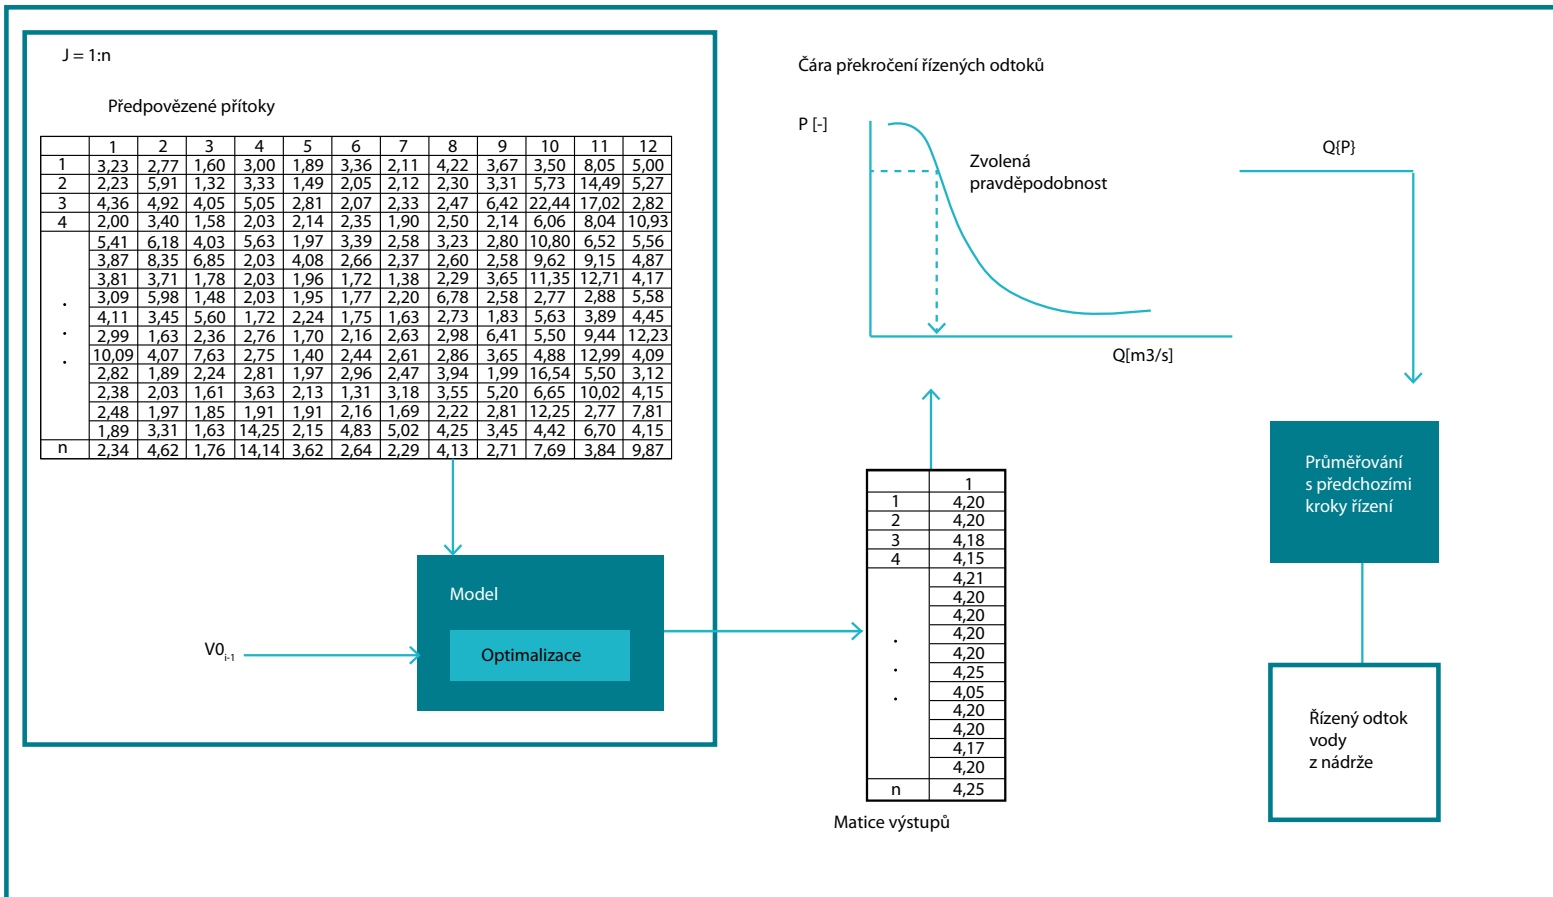 J = 1:n
Předpovězené přítoky
1 2 3 4 5 6 7 8 9 10 11 12
1 3,23 2,77 1,60 3,00 1,89 3,36 2,11 4,22 3,67 3,50 8,05 5,00
2 2,23 5,91 1,32 3,33 1,49 2,05 2,12 2,30 3,31 5,73 14,49 5,27
3 4,36 4,92 4,05 5,05 2,81 2,07 2,33 2,47 6,42 22,44 17,02 2,82
4 2,00 3,40 1,58 2,03 2,14 2,35 1,90 2,50 2,14 6,06 8,04 10,93
5,41 6,18 4,03 5,63 1,97 3,39 2,58 3,23 2,80 10,80 6,52 5,56
3,87 8,35 6,85 2,03 4,08 2,66 2,37 2,60 2,58 9,62 9,15 4,87
3,81 3,71 1,78 2,03 1,96 1,72 1,38 2,29 3,65 11,35 12,71 4,17
. 3,09 5,98 1,48 2,03 1,95 1,77 2,20 6,78 2,58 2,77 2,88 5,58
4,11 3,45 5,60 1,72 2,24 1,75 1,63 2,73 1,83 5,63 3,89 4,45
. 2,99 1,63 2,36 2,76 1,70 2,16 2,63 2,98 6,41 5,50 9,44 12,23
. 10,09 4,07 7,63 2,75 1,40 2,44 2,61 2,86 3,65 4,88 12,99 4,09
2,82 1,89 2,24 2,81 1,97 2,96 2,47 3,94 1,99 16,54 5,50 3,12
2,38 2,03 1,61 3,63 2,13 1,31 3,18 3,55 5,20 6,65 10,02 4,15
2,48 1,97 1,85 1,91 1,91 2,16 1,69 2,22 2,81 12,25 2,77 7,81
1,89 3,31 1,63 14,25 2,15 4,83 5,02 4,25 3,45 4,42 6,70 4,15
n 2,34 4,62 1,76 14,14 3,62 2,64 2,29 4,13 2,71 7,69 3,84 9,87
Model
Optimalizace
V0i-1
Čára překročení řízených odtoků
P [-]
Zvolená
pravděpodobnost
Q[m3/s]
Q{P}
1
1 4,20
2 4,20
3 4,18
4 4,15
4,21
4,20
4,20
. 4,20
. 4,20
4,25
. 4,05
4,20
4,20
4,17
4,20
n 4,25
Matice výstupů
Průměřování
s předchozími
kroky řízení
Řízený odtok
vody
z nádrže